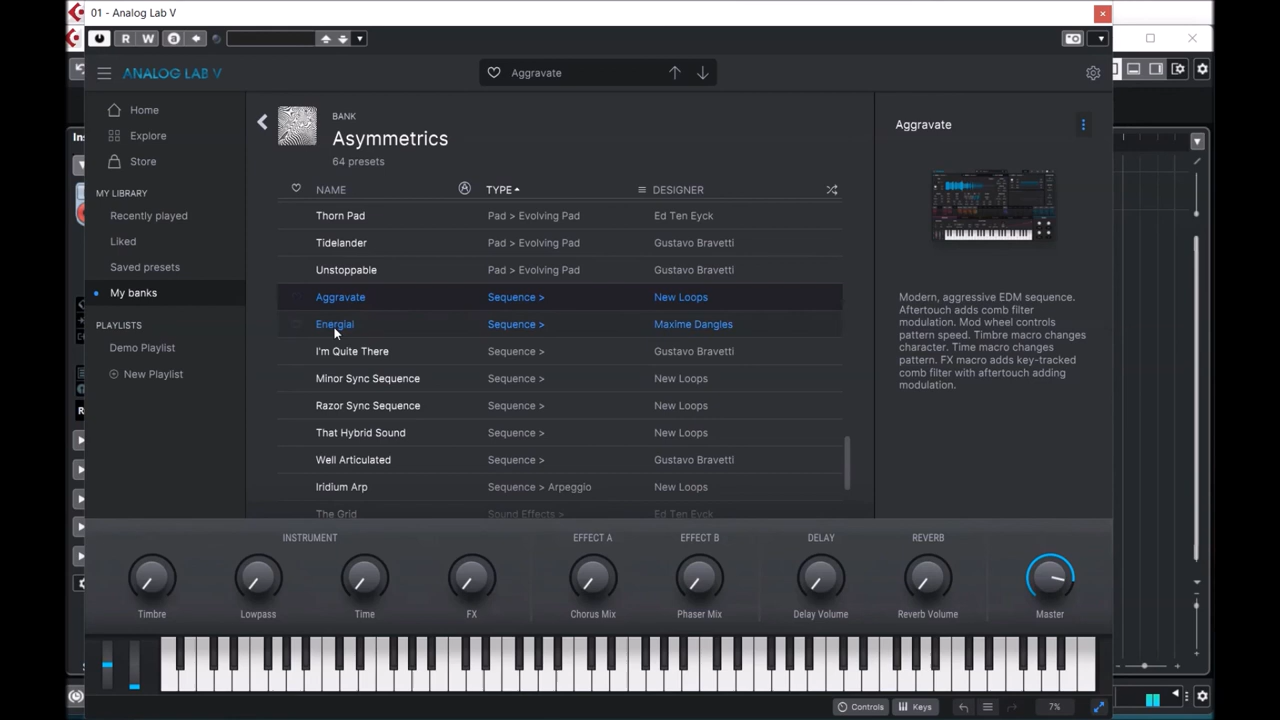 01 - Analog Lab V
R W a
ANALOG LAB V
Aggravate
Home
Explore
Store
MY LIBRARY
Recently played
Liked
Saved presets
My banks
PLAYLISTS
Demo Playlist
New Playlist
BANK
Asymmetrics
64 presets
NAME TYPE DESIGNER
Thorn Pad Pad > Evolving Pad Ed Ten Eyck
Tidelander Pad > Evolving Pad Gustavo Bravetti
Unstoppable Pad > Evolving Pad Gustavo Bravetti
Aggravate Sequence > New Loops
Energial Sequence > Maxime Dangles
I'm Quite There Sequence > Gustavo Bravetti
Minor Sync Sequence Sequence > New Loops
Razor Sync Sequence Sequence > New Loops
That Hybrid Sound Sequence > New Loops
Well Articulated Sequence > Gustavo Bravetti
Iridium Arp Sequence > Arpeggio New Loops
The Grid Sound Effects > Ed Ten Eyck
Aggravate
Modern, aggressive EDM sequence.
Aftertouch adds comb filter
modulation. Mod wheel controls
pattern speed. Timbre macro changes
character. Time macro changes
pattern. FX macro adds key-tracked
comb filter with aftertouch adding
modulation.
INSTRUMENT EFFECT A EFFECT B DELAY REVERB
Timbre Lowpass Time FX Chorus Mix Phaser Mix Delay Volume Reverb Volume Master
Controls Keys 7%